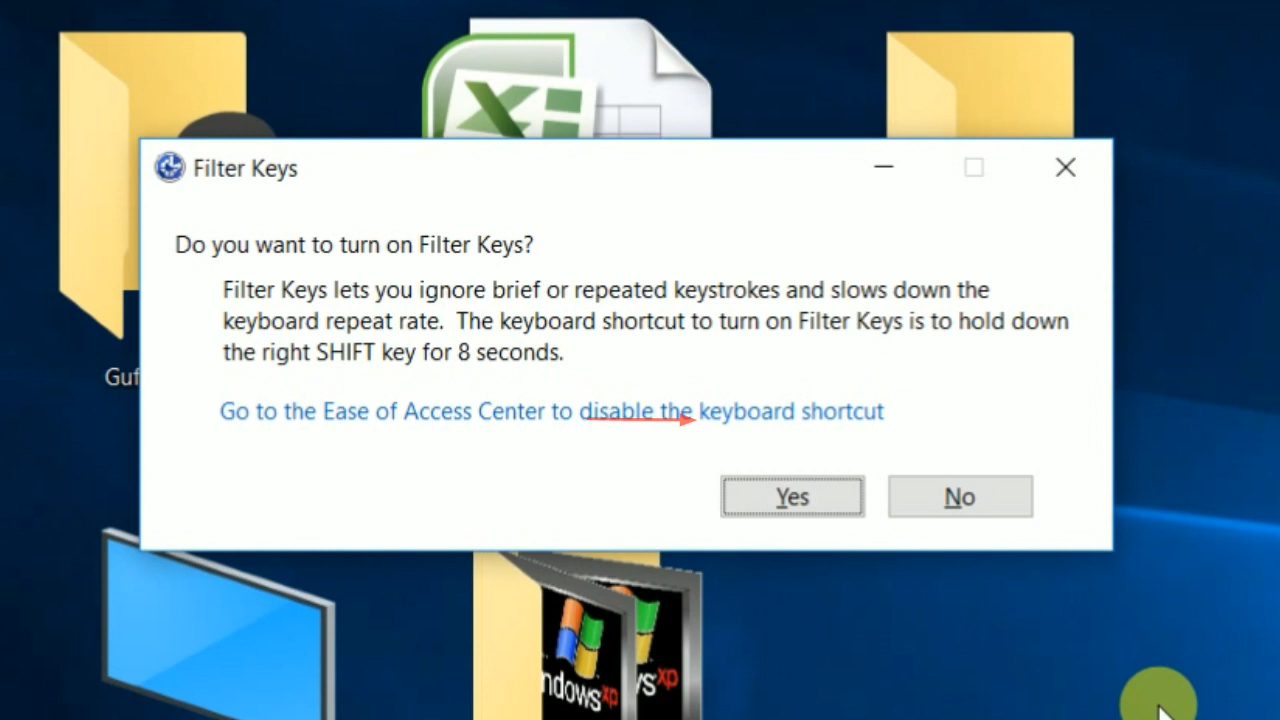 Filter Keys
Do you want to turn on Filter Keys?
Filter Keys lets you ignore brief or repeated keystrokes and slows down the
keyboard repeat rate.  The keyboard shortcut to turn on Filter Keys is to hold down
the right SHIFT key for 8 seconds.
Guf
Go to the Ease of Access Center to disable the keyboard shortcut
Yes No
ndowsxp
ysxp